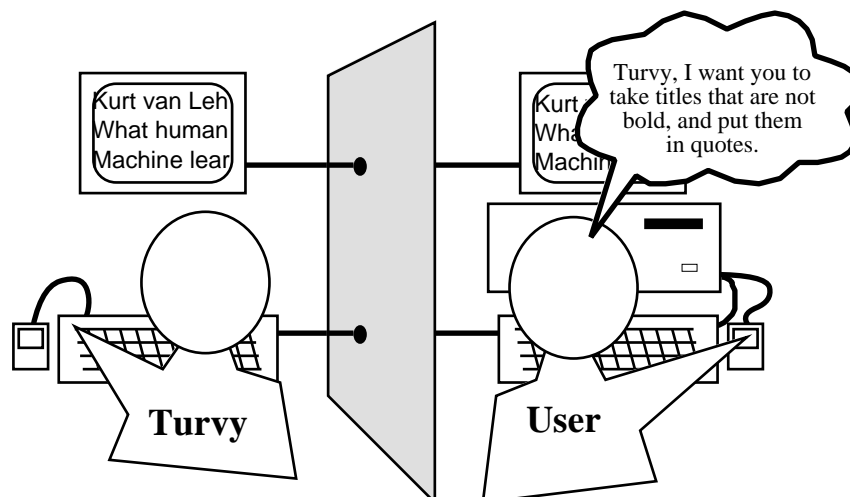 Kurt van Leh
What human
Machine lear
Kurt
Wha
Machin
Turvy, I want you to
take titles that are not
bold, and put them
in quotes.
Turvy
User